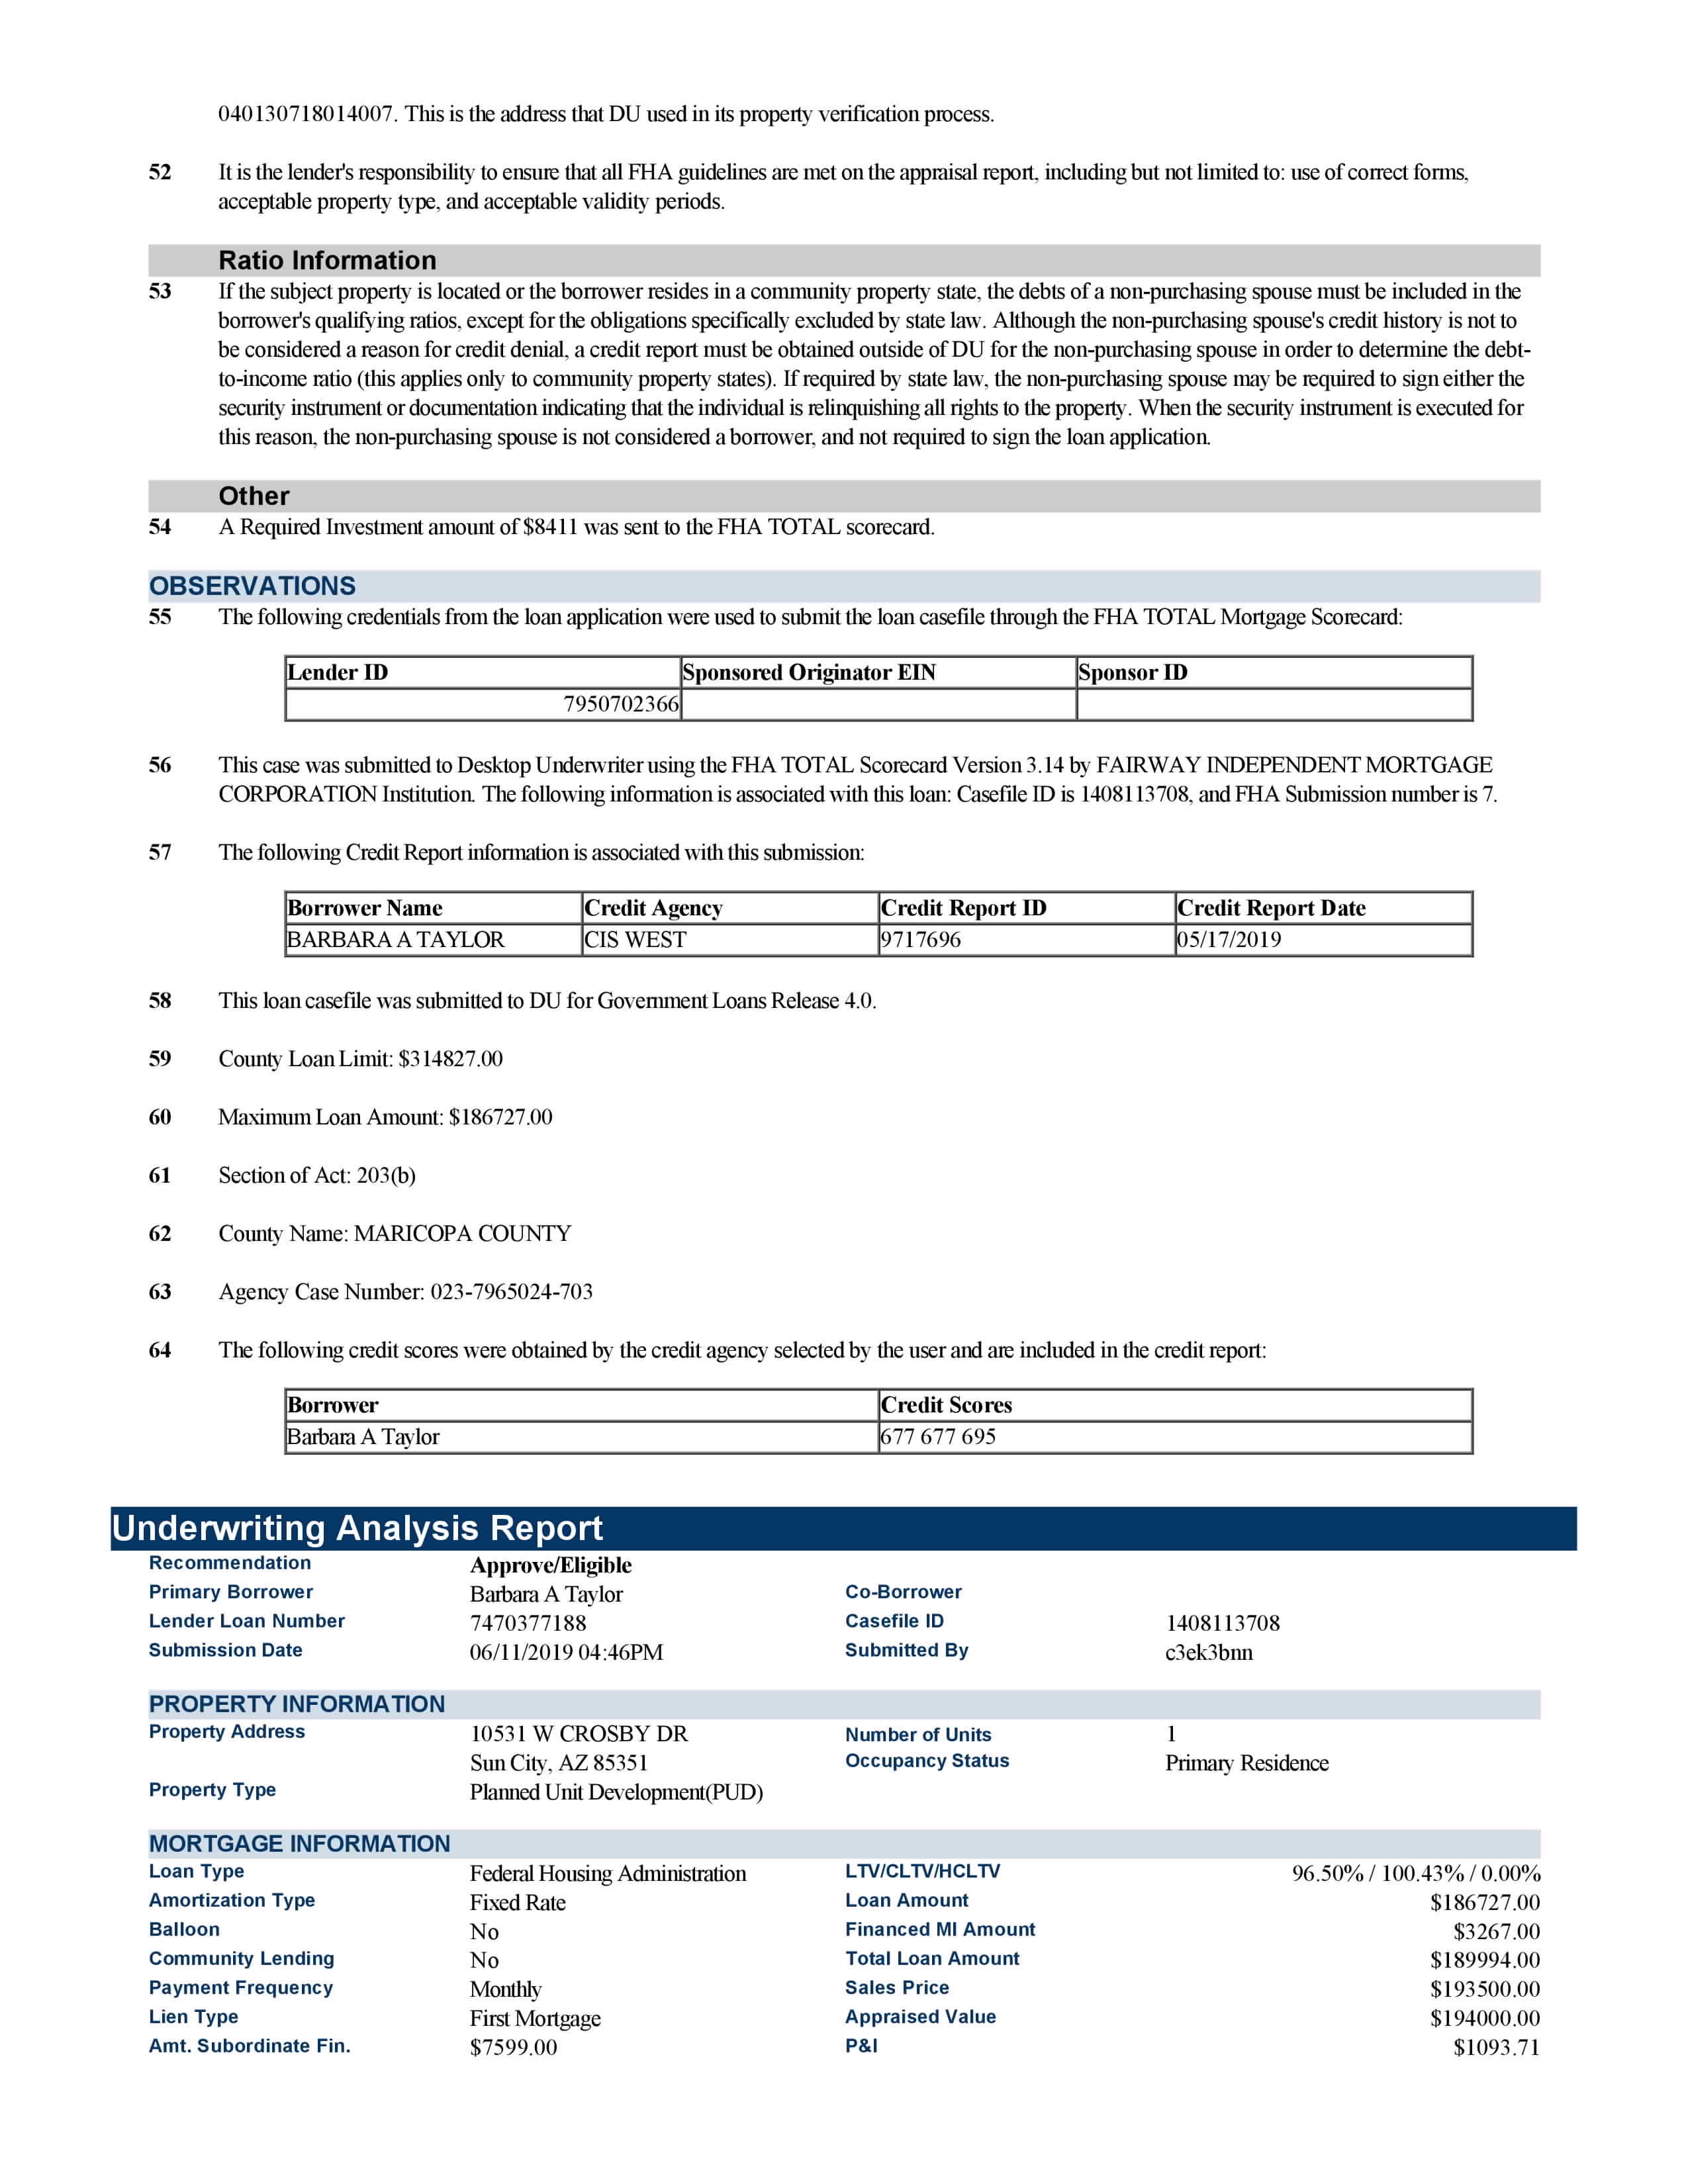 040130718014007. This is the address that DU used in its property verification process.
52 It is the lender's responsibility to ensure that all FHA guidelines are met on the appraisal report, including but not limited to: use of correct forms,
acceptable property type, and acceptable validity periods.
Ratio Information
53 If the subject property is located or the borrower resides in a community property state, the debts of a non-purchasing spouse must be included in the
borrower's qualifying ratios, except for the obligations specifically excluded by state law. Although the non-purchasing spouse's credit history is not to
be considered a reason for credit denial, a credit report must be obtained outside of DU for the non-purchasing spouse in order to determine the debt-
to-income ratio (this applies only to community property states). If required by state law, the non-purchasing spouse may be required to sign either the
security instrument or documentation indicating that the individual is relinquishing all rights to the property. When the security instrument is executed for
this reason, the non-purchasing spouse is not considered a borrower, and not required to sign the loan application.
Other
54 A Required Investment amount of $8411 was sent to the FHA TOTAL scorecard.
OBSERVATIONS
55 The following credentials from the loan application were used to submit the loan casefile through the FHA TOTAL Mortgage Scorecard:
Lender ID Sponsored Originator EIN Sponsor ID
7950702366
56 This case was submitted to Desktop Underwriter using the FHA TOTAL Scorecard Version 3.14 by FAIRWAY INDEPENDENT MORTGAGE
CORPORATION Institution. The following information is associated with this loan: Casefile ID is 1408113708, and FHA Submission number is 7.
57 The following Credit Report information is associated with this submission:
Borrower Name Credit Agency Credit Report ID Credit Report Date
BARBARA A TAYLOR CIS WEST 9717696 05/17/2019
58 This loan casefile was submitted to DU for Government Loans Release 4.0.
59 County Loan Limit: $314827.00
60 Maximum Loan Amount: $186727.00
61 Section of Act: 203(b)
62 County Name: MARICOPA COUNTY
63 Agency Case Number: 023-7965024-703
64 The following credit scores were obtained by the credit agency selected by the user and are included in the credit report:
Borrower Credit Scores
Barbara A Taylor 677 677 695
Underwriting Analysis Report
Recommendation Approve/Eligible
Primary Borrower Barbara A Taylor Co-Borrower
Lender Loan Number 7470377188 Casefile ID 1408113708
Submission Date 06/11/2019 04:46PM Submitted By c3ek3bnn
PROPERTY INFORMATION
Property Address 10531 W CROSBY DR Number of Units 1
Sun City, AZ 85351 Occupancy Status Primary Residence
Property Type Planned Unit Development(PUD)
MORTGAGE INFORMATION
Loan Type Federal Housing Administration LTV/CLTV/HCLTV 96.50% / 100.43% / 0.00%
Amortization Type Fixed Rate Loan Amount $186727.00
Balloon No Financed MI Amount $3267.00
Community Lending No Total Loan Amount $189994.00
Payment Frequency Monthly Sales Price $193500.00
Lien Type First Mortgage Appraised Value $194000.00
Amt. Subordinate Fin. $7599.00 P&I $1093.71